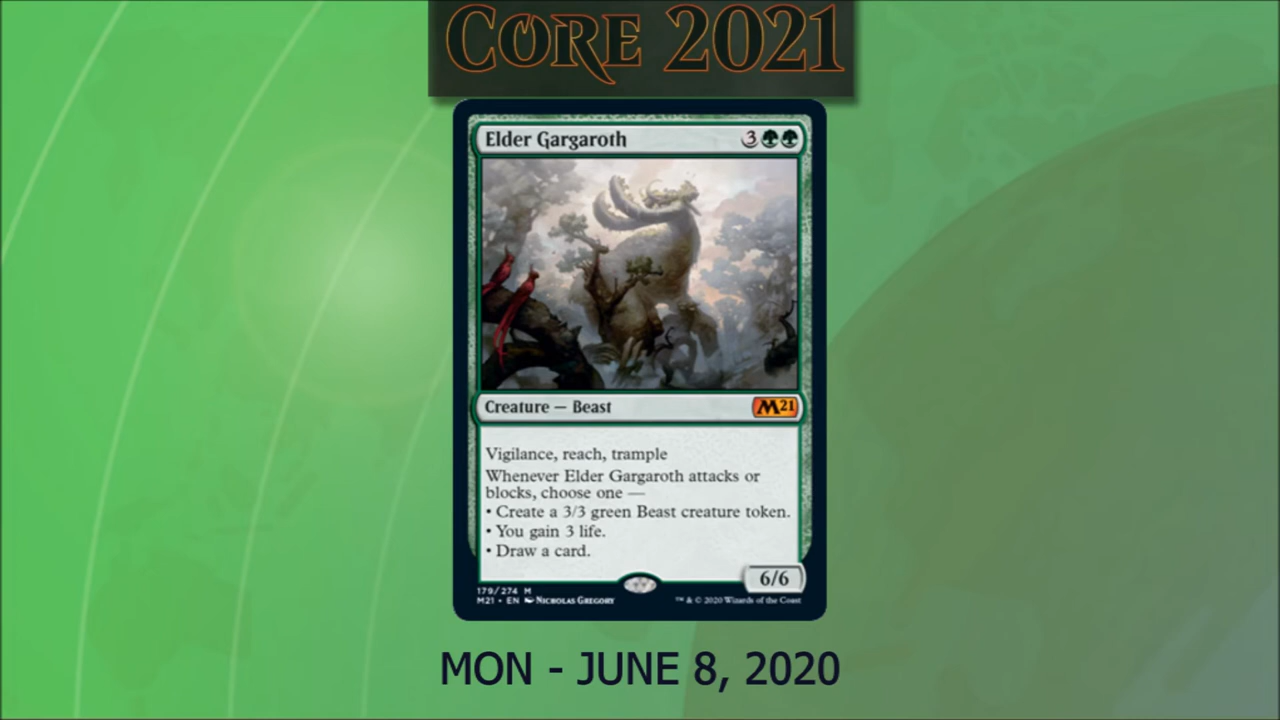 CORE 2021
Elder Gargaroth 3
Creature — Beast M21
Vigilance, reach, trample
Whenever Elder Gargaroth attacks or
blocks, choose one —
• Create a 3/3 green Beast creature token.
• You gain 3 life.
• Draw a card.
6/6
179/274 M
M21 • EN NICHOLAS GREGORY ™ & © 2020 Wizards of the Coast
MON - JUNE 8, 2020